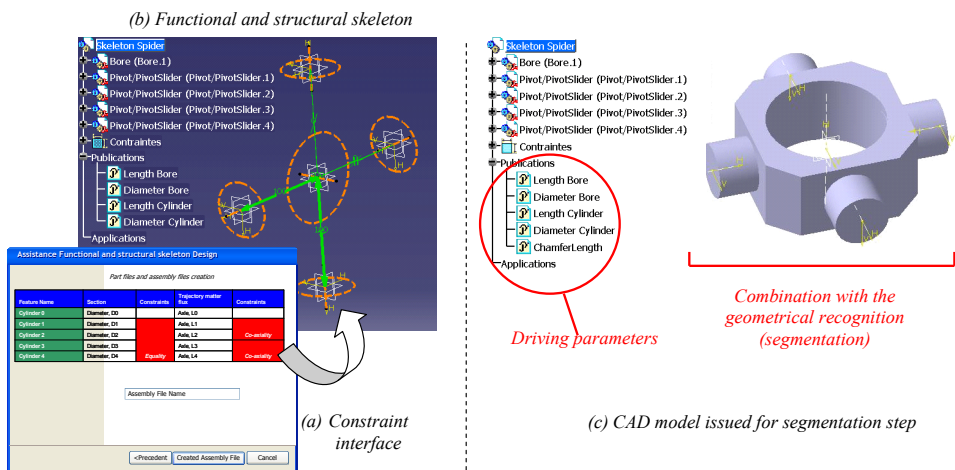 (b) Functional and structural skeleton
Skeleton Spider
Bore (Bore.1)
Pivot/PivotSlider (Pivot/PivotSlider.1)
Pivot/PivotSlider (Pivot/PivotSlider.2)
Pivot/PivotSlider (Pivot/PivotSlider.3)
Pivot/PivotSlider (Pivot/PivotSlider.4)
Contraintes
Publications
Length Bore
Diameter Bore
Length Cylinder
Diameter Cylinder
Applications
Assistance Functional and structural skeleton Design
Part files and assembly files creation
Feature Name Section Constraints Trajectory matter flux Constraints
Cylinder 0 Diameter, D0 Axle, L0
Cylinder 1 Diameter, D1 Axle, L1
Cylinder 2 Diameter, D2 Axle, L2 Co-axiality
Cylinder 3 Diameter, D3 Axle, L3
Cylinder 4 Diameter, D4 Equality Axle, L4 Co-axiality
Assembly File Name
<Precedent Created Assembly File Cancel
(a) Constraint
interface
Skeleton Spider
Bore (Bore.1)
Pivot/PivotSlider (Pivot/PivotSlider.1)
Pivot/PivotSlider (Pivot/PivotSlider.2)
Pivot/PivotSlider (Pivot/PivotSlider.3)
Pivot/PivotSlider (Pivot/PivotSlider.4)
Contraintes
Publications
Length Bore
Diameter Bore
Length Cylinder
Diameter Cylinder
ChamferLength
Applications
Driving parameters
Combination with the
geometrical recognition
(segmentation)
(c) CAD model issued for segmentation step